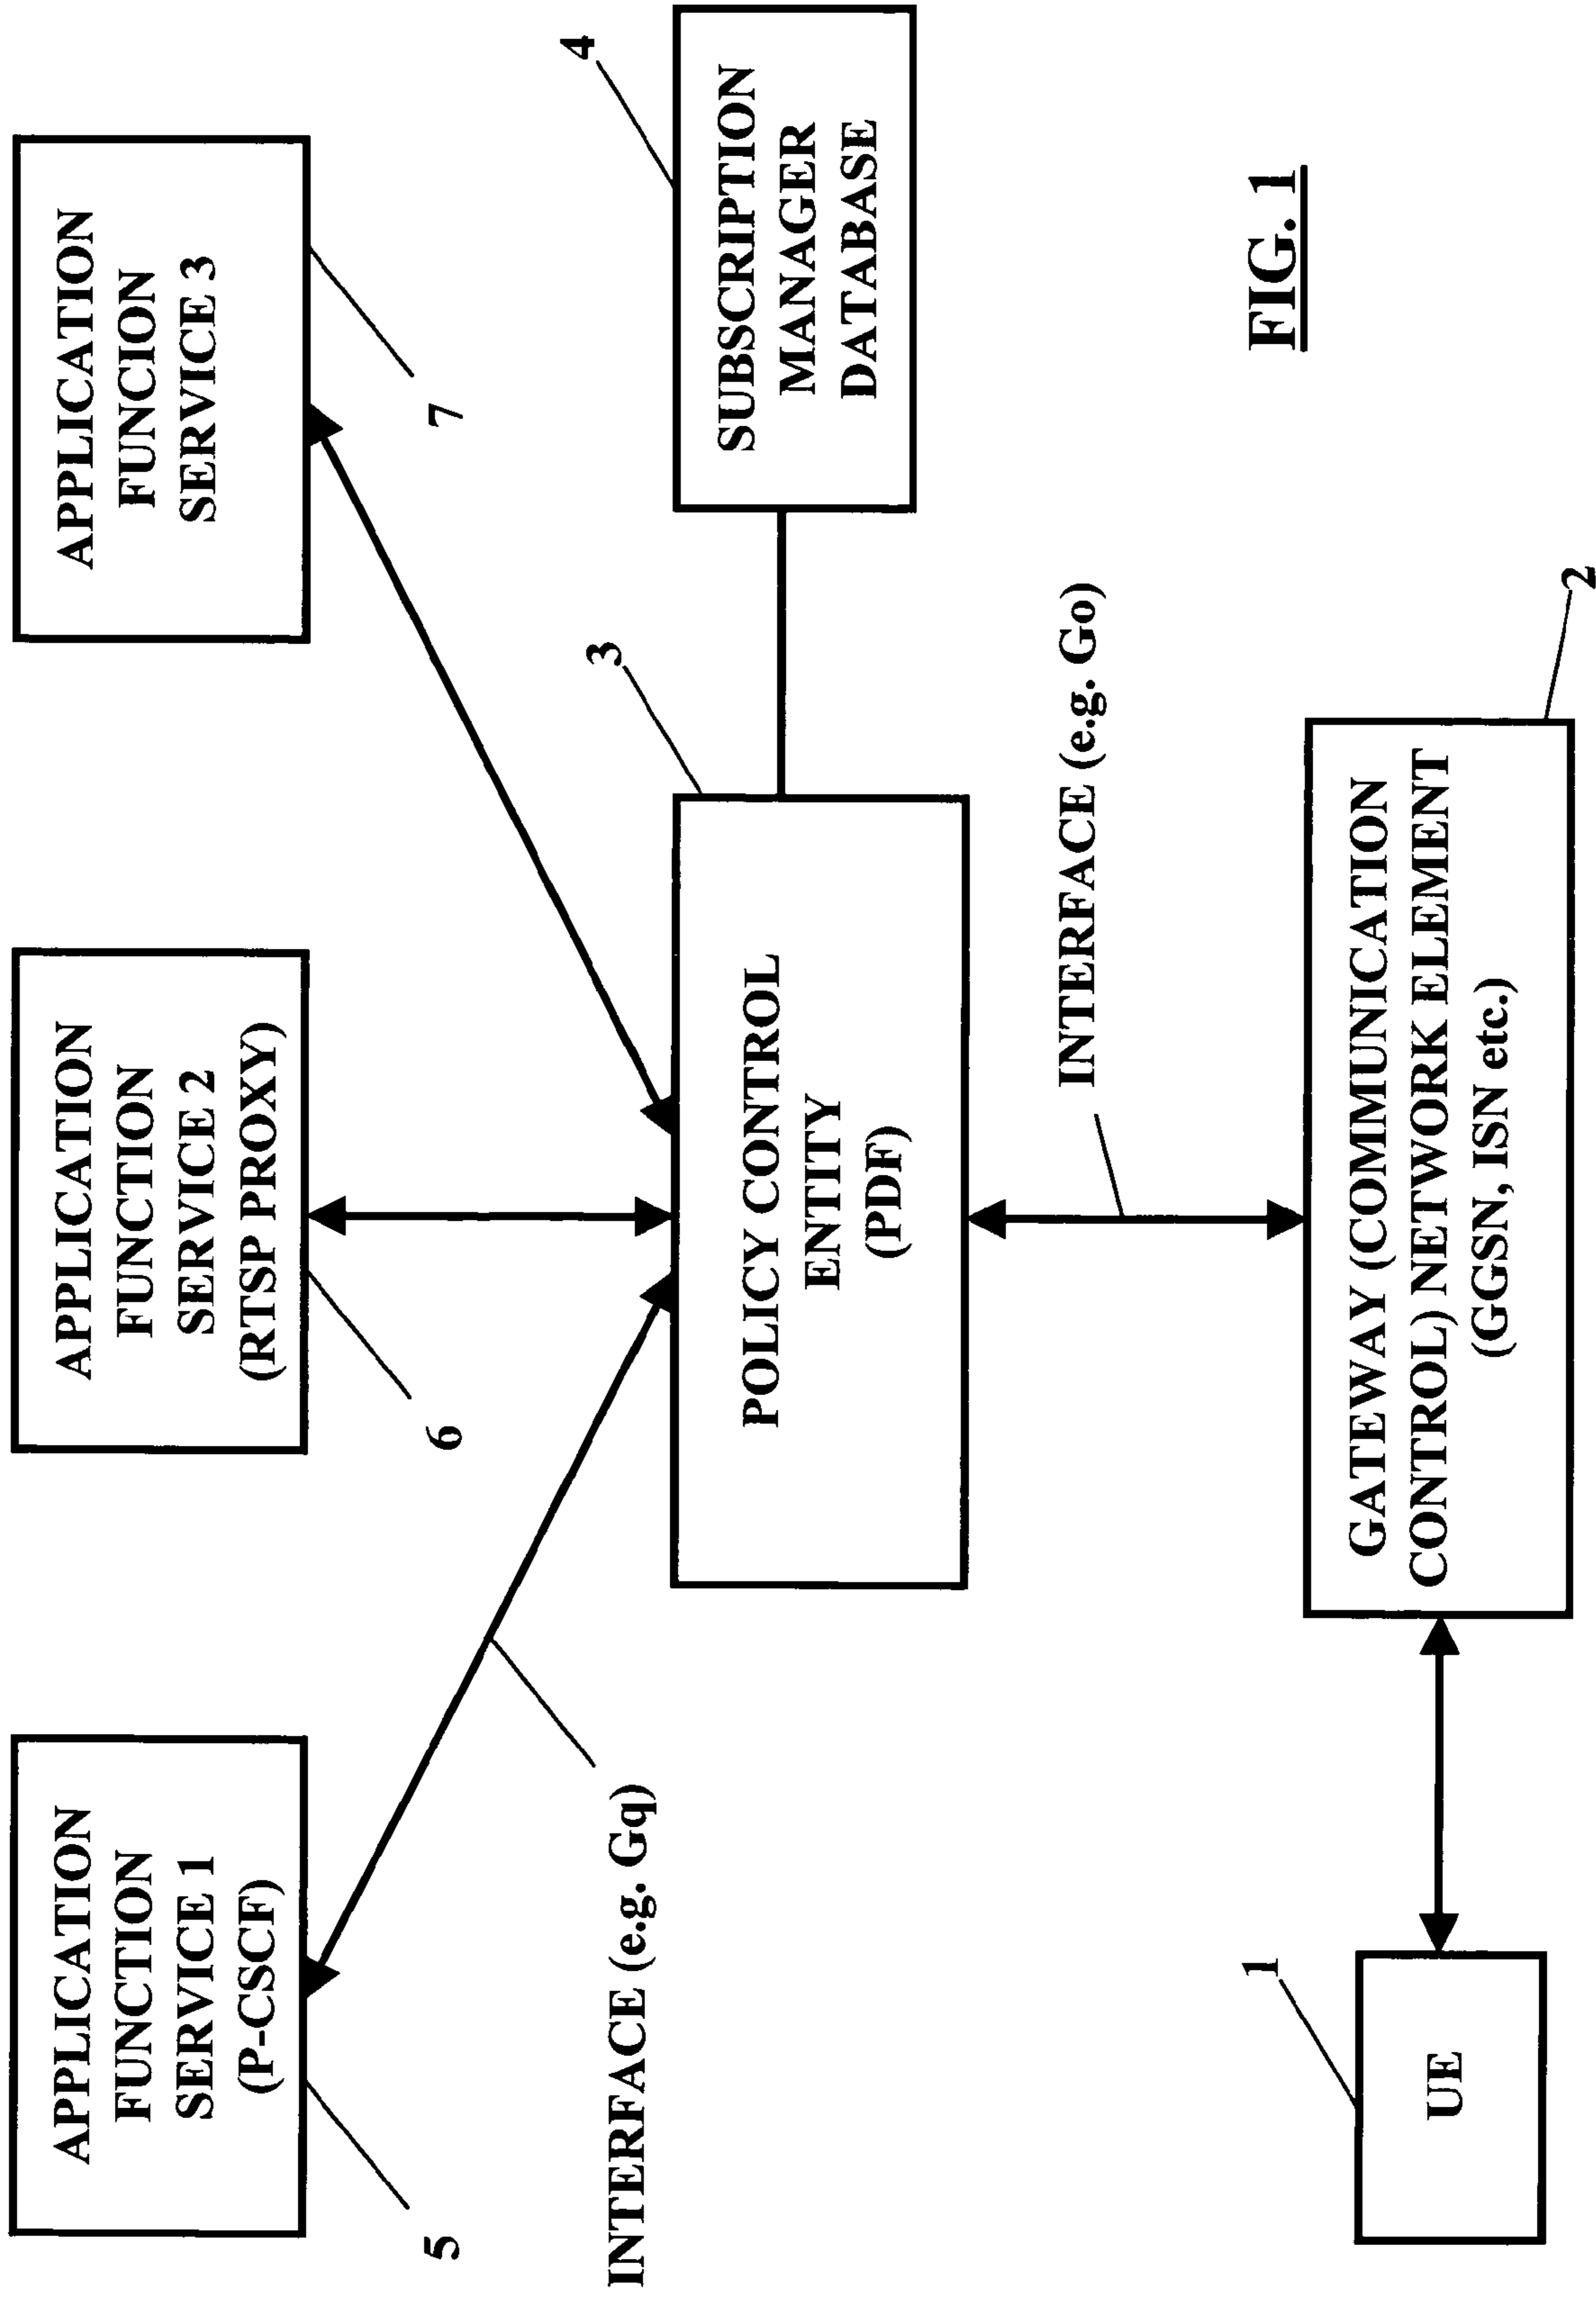 APPLICATION
FUNCTION
SERVICE 1
(P-CSCF)
5
APPLICATION
FUNCTION
SERVICE 2
(RTSP PROXY)
6
APPLICATION
FUNCION
SERVICE 3
7
INTERFACE (e.g. Gq)
POLICY CONTROL
ENTITY
(PDF)
3
SUBSCRIPTION
MANAGER
DATABASE
4
INTERFACE (e.g. Go)
UE
1
GATEWAY (COMMUNICATION
CONTROL) NETWORK ELEMENT
(GGSN, ISN etc.)
2
FIG. 1